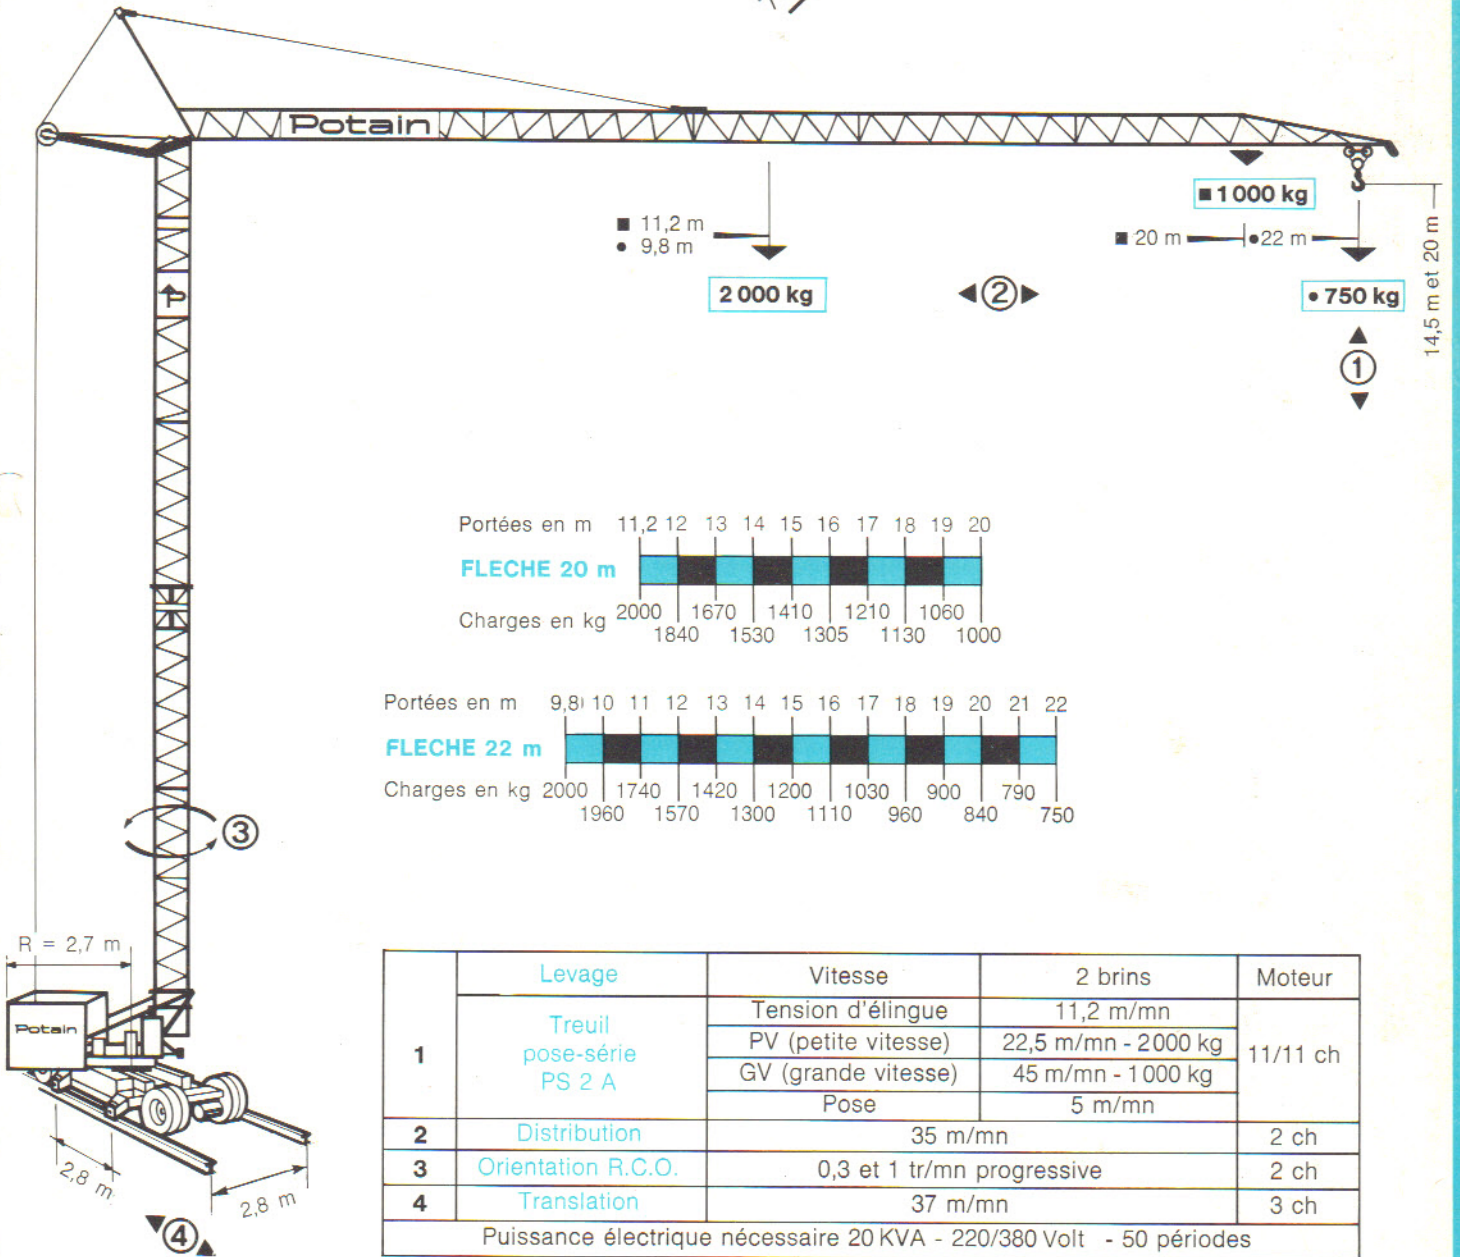 Potain
■ 11,2 m
● 9,8 m
2 000 kg
■ 1 000 kg
■ 20 m ● 22 m
● 750 kg
14,5 m et 20 m
2
1
P
Portées en m 11,2 12 13 14 15 16 17 18 19 20
FLECHE 20 m
Charges en kg 2000 1670 1410 1210 1060
1840 1530 1305 1130 1000
Portées en m 9,8 10 11 12 13 14 15 16 17 18 19 20 21 22
FLECHE 22 m
Charges en kg 2000 1740 1420 1200 1030 900 790
1960 1570 1300 1110 960 840 750
3
R = 2,7 m
Potain
2,8 m
2,8 m
4
1 Levage Vitesse 2 brins Moteur
Treuil pose-série PS 2 A Tension d'élingue 11,2 m/mn 11/11 ch
PV (petite vitesse) 22,5 m/mn - 2000 kg
GV (grande vitesse) 45 m/mn - 1000 kg
Pose 5 m/mn
2 Distribution 35 m/mn 2 ch
3 Orientation R.C.O. 0,3 et 1 tr/mn progressive 2 ch
4 Translation 37 m/mn 3 ch
Puissance électrique nécessaire 20 KVA - 220/380 Volt - 50 périodes